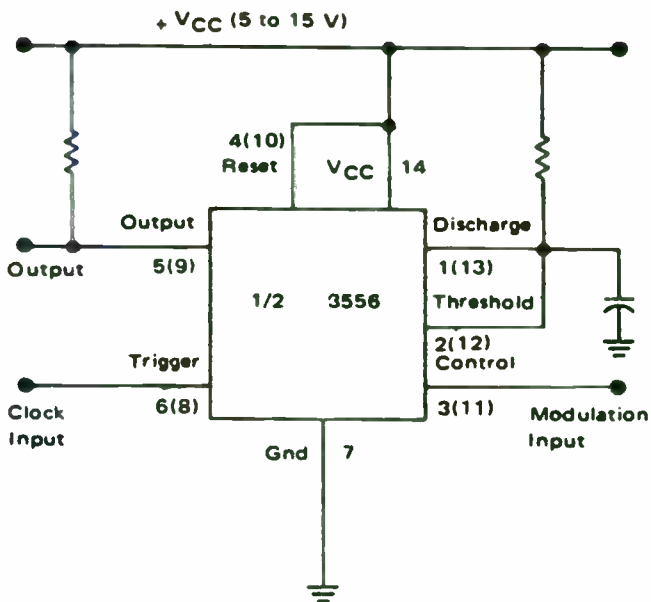 + VCC (5 to 15 V)
4(10)
Reset
VCC
14
Output
Discharge
Output
5(9)
1(13)
1/2 3556
Threshold
2(12)
Trigger
Control
Clock
Input
6(8)
3(11)
Modulation
Input
Gnd 7